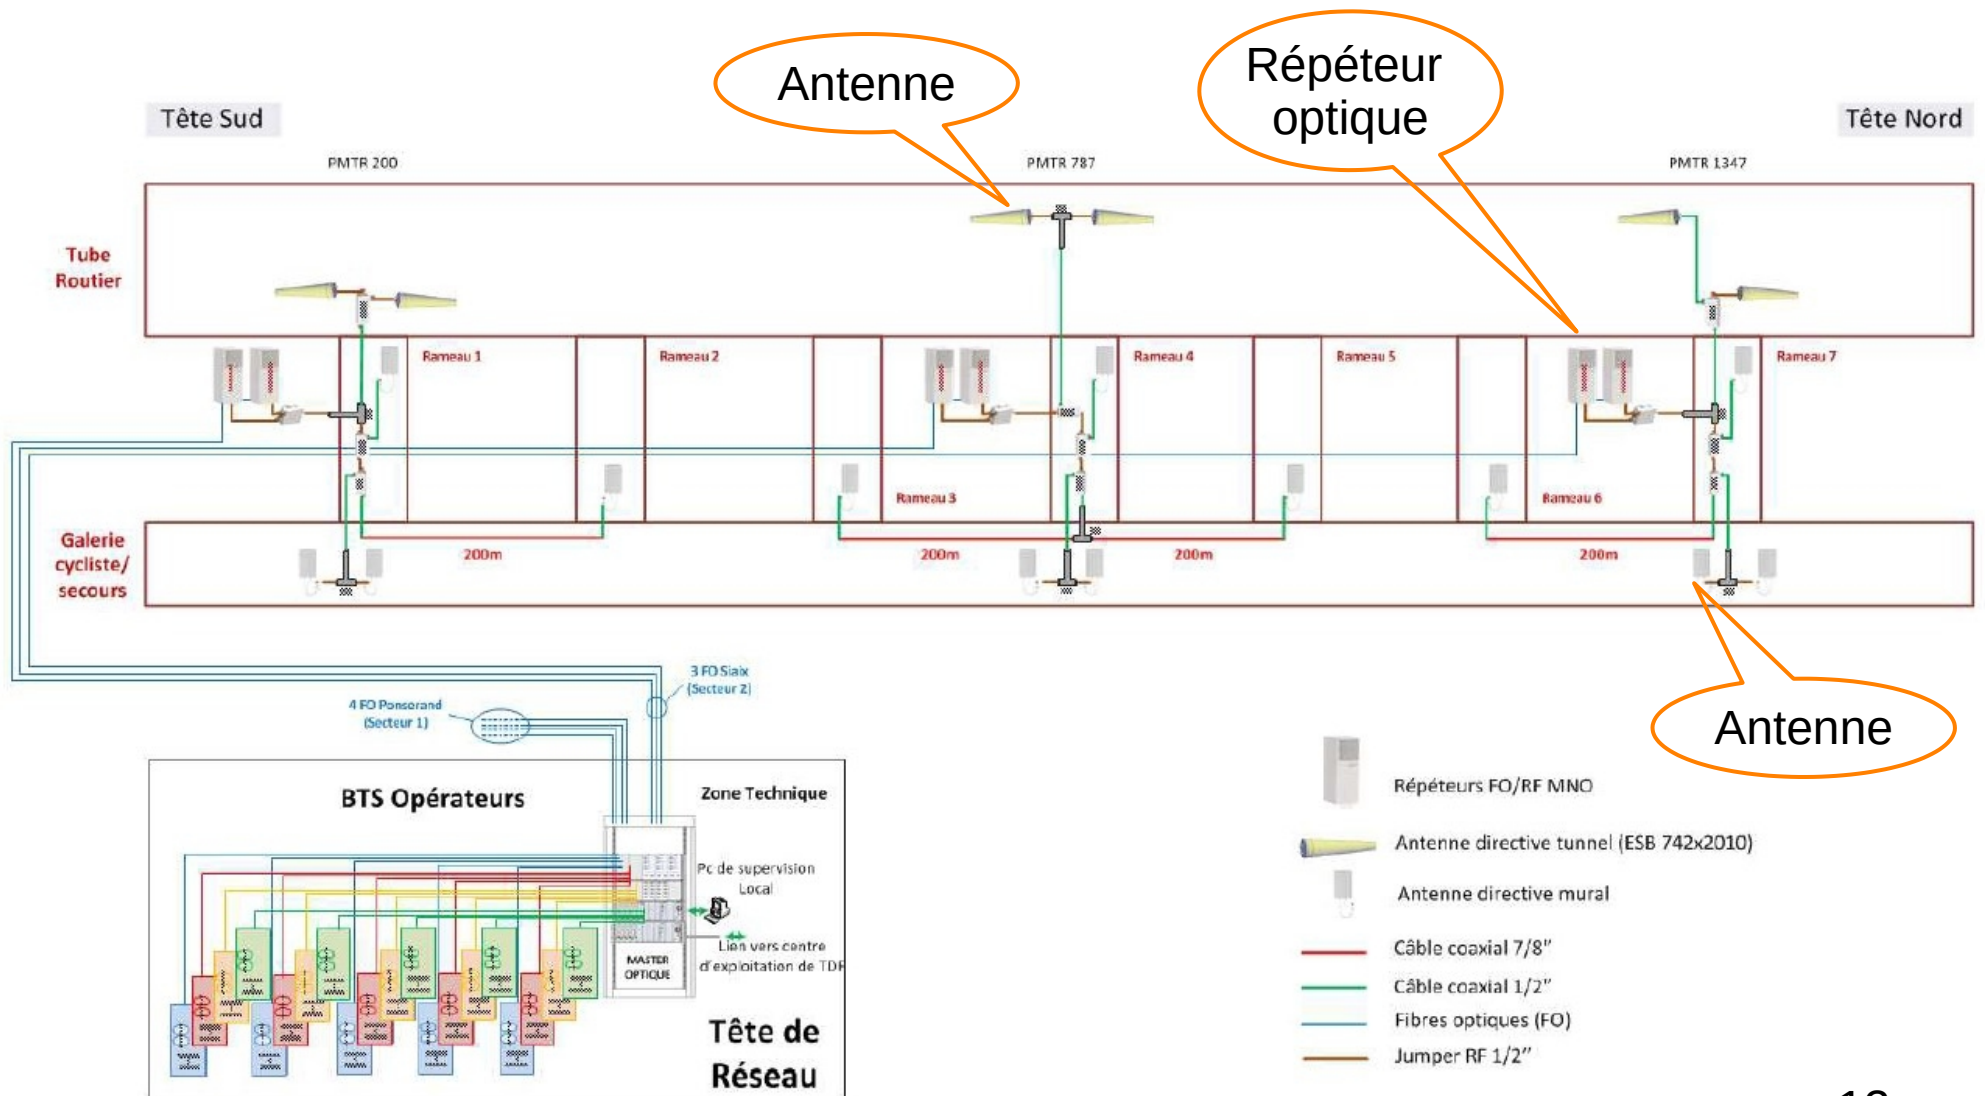 Antenne
Répéteur
optique
Tête Sud
Tête Nord
PMTR 200
PMTR 787
PMTR 1347
Tube
Routier
Rameau 1
Rameau 2
Rameau 4
Rameau 5
Rameau 7
Rameau 3
Rameau 6
Galerie
cycliste/
secours
200m
200m
200m
200m
3 FO Siaix
(Secteur 2)
4 FO Ponserand
(Secteur 1)
Antenne
BTS Opérateurs
Zone Technique
Pc de supervision
Local
Lien vers centre
d'exploitation de TDF
MASTER
OPTIQUE
Tête de
Réseau
Répéteurs FO/RF MNO
Antenne directive tunnel (ESB 742x2010)
Antenne directive mural
Câble coaxial 7/8"
Câble coaxial 1/2"
Fibres optiques (FO)
Jumper RF 1/2"